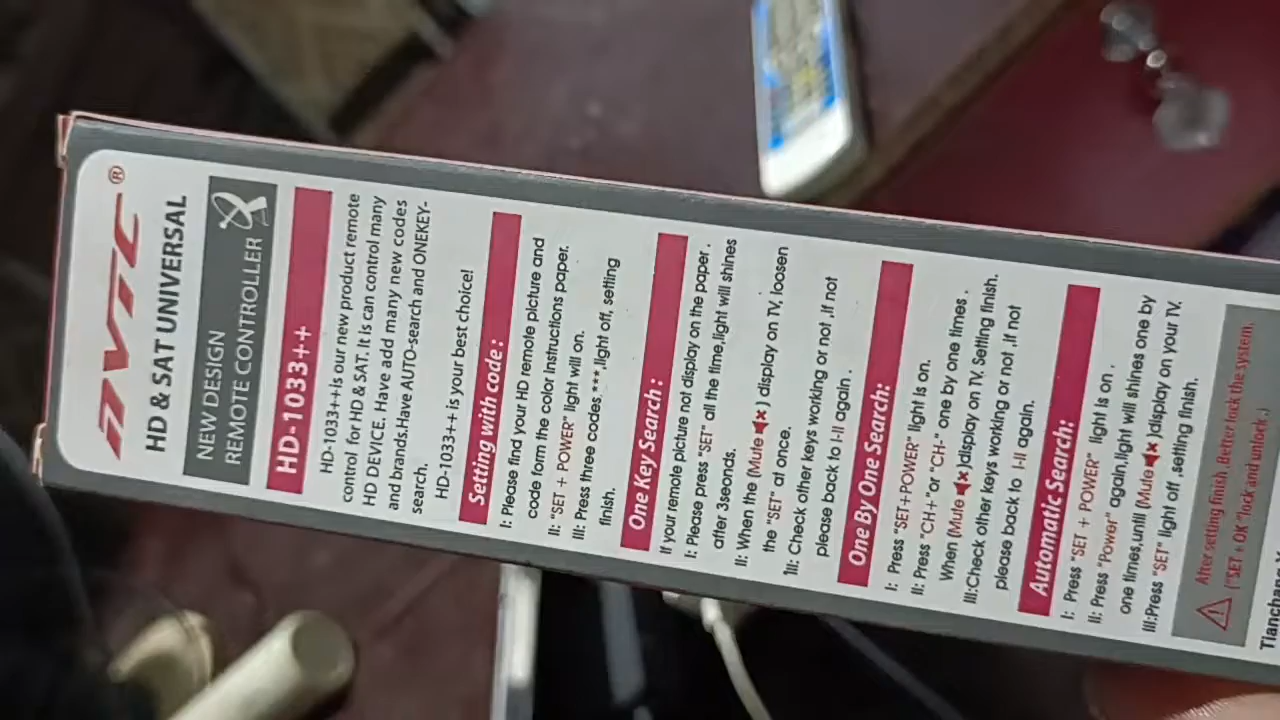 NVTC®
HD & SAT UNIVERSAL
NEW DESIGN
REMOTE CONTROLLER
HD-1033++
HD-1033++is our new product remote
control for HD & SAT. It is can control many
HD DEVICE. Have add many new codes
and brands.Have AUTO-search and ONEKEY-
search.
HD-1033++ is your best choice!
Setting with code:
I: Please find your HD remote picture and
code form the color instructions paper.
II: "SET + POWER" light will on.
III: Press three codes,***,light off, setting
finish.
One Key Search:
If your remote picture not display on the paper.
I: Please press "SET" all the time,light will shines
after 3seconds.
II: When the (Mute) display on TV, loosen
the "SET" at once.
III: Check other keys working or not ,if not
please back to I-II again.
One By One Search:
I: Press "SET+POWER" light is on.
II: Press "CH+"or "CH-" one by one times.
When (Mute)display on TV. Setting finish.
III:Check other keys working or not ,if not
please back to I-II again.
Automatic Search:
I: Press "SET + POWER" light is on .
II: Press "Power" again,light will shines one by
one times,until (Mute)display on your TV.
III:Press "SET" light off ,setting finish.
After setting finish, Better lock the system.
("SET + OK "lock and unlock.)